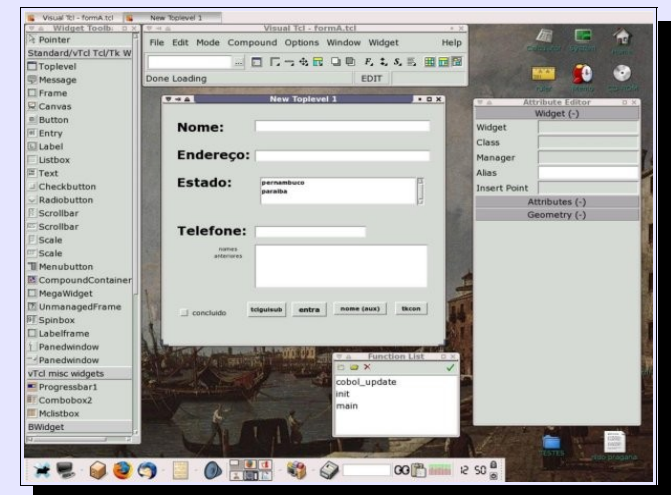 Visual Tcl - formA.tcl
New Toplevel 1
Widget Toolb:
Pointer
Standard/vTcl Tcl/Tk W
Toplevel
Message
Frame
Canvas
Button
Entry
Label
Listbox
Text
Checkbutton
Radiobutton
Scrollbar
Scrollbar
Scale
Scale
Menubutton
CompoundContainer
MegaWidget
UnmanagedFrame
Spinbox
Labelframe
Panedwindow
Panedwindow
vTcl misc widgets
Progressbar1
Combobox2
Mclistbox
BWidget
Visual Tcl - formA.tcl
File Edit Mode Compound Options Window Widget Help
Done Loading
EDIT
New Toplevel 1
Nome:
Endereço:
Estado:
pernambuco
paraiba
Telefone:
nomes
anteriores
concluido
tclguisub
entra
nome (aux)
tkcon
Function List
cobol_update
init
main
Attribute Editor
Widget (-)
Widget
Class
Manager
Alias
Insert Point
Attributes (-)
Geometry (-)
TESTES
12 50